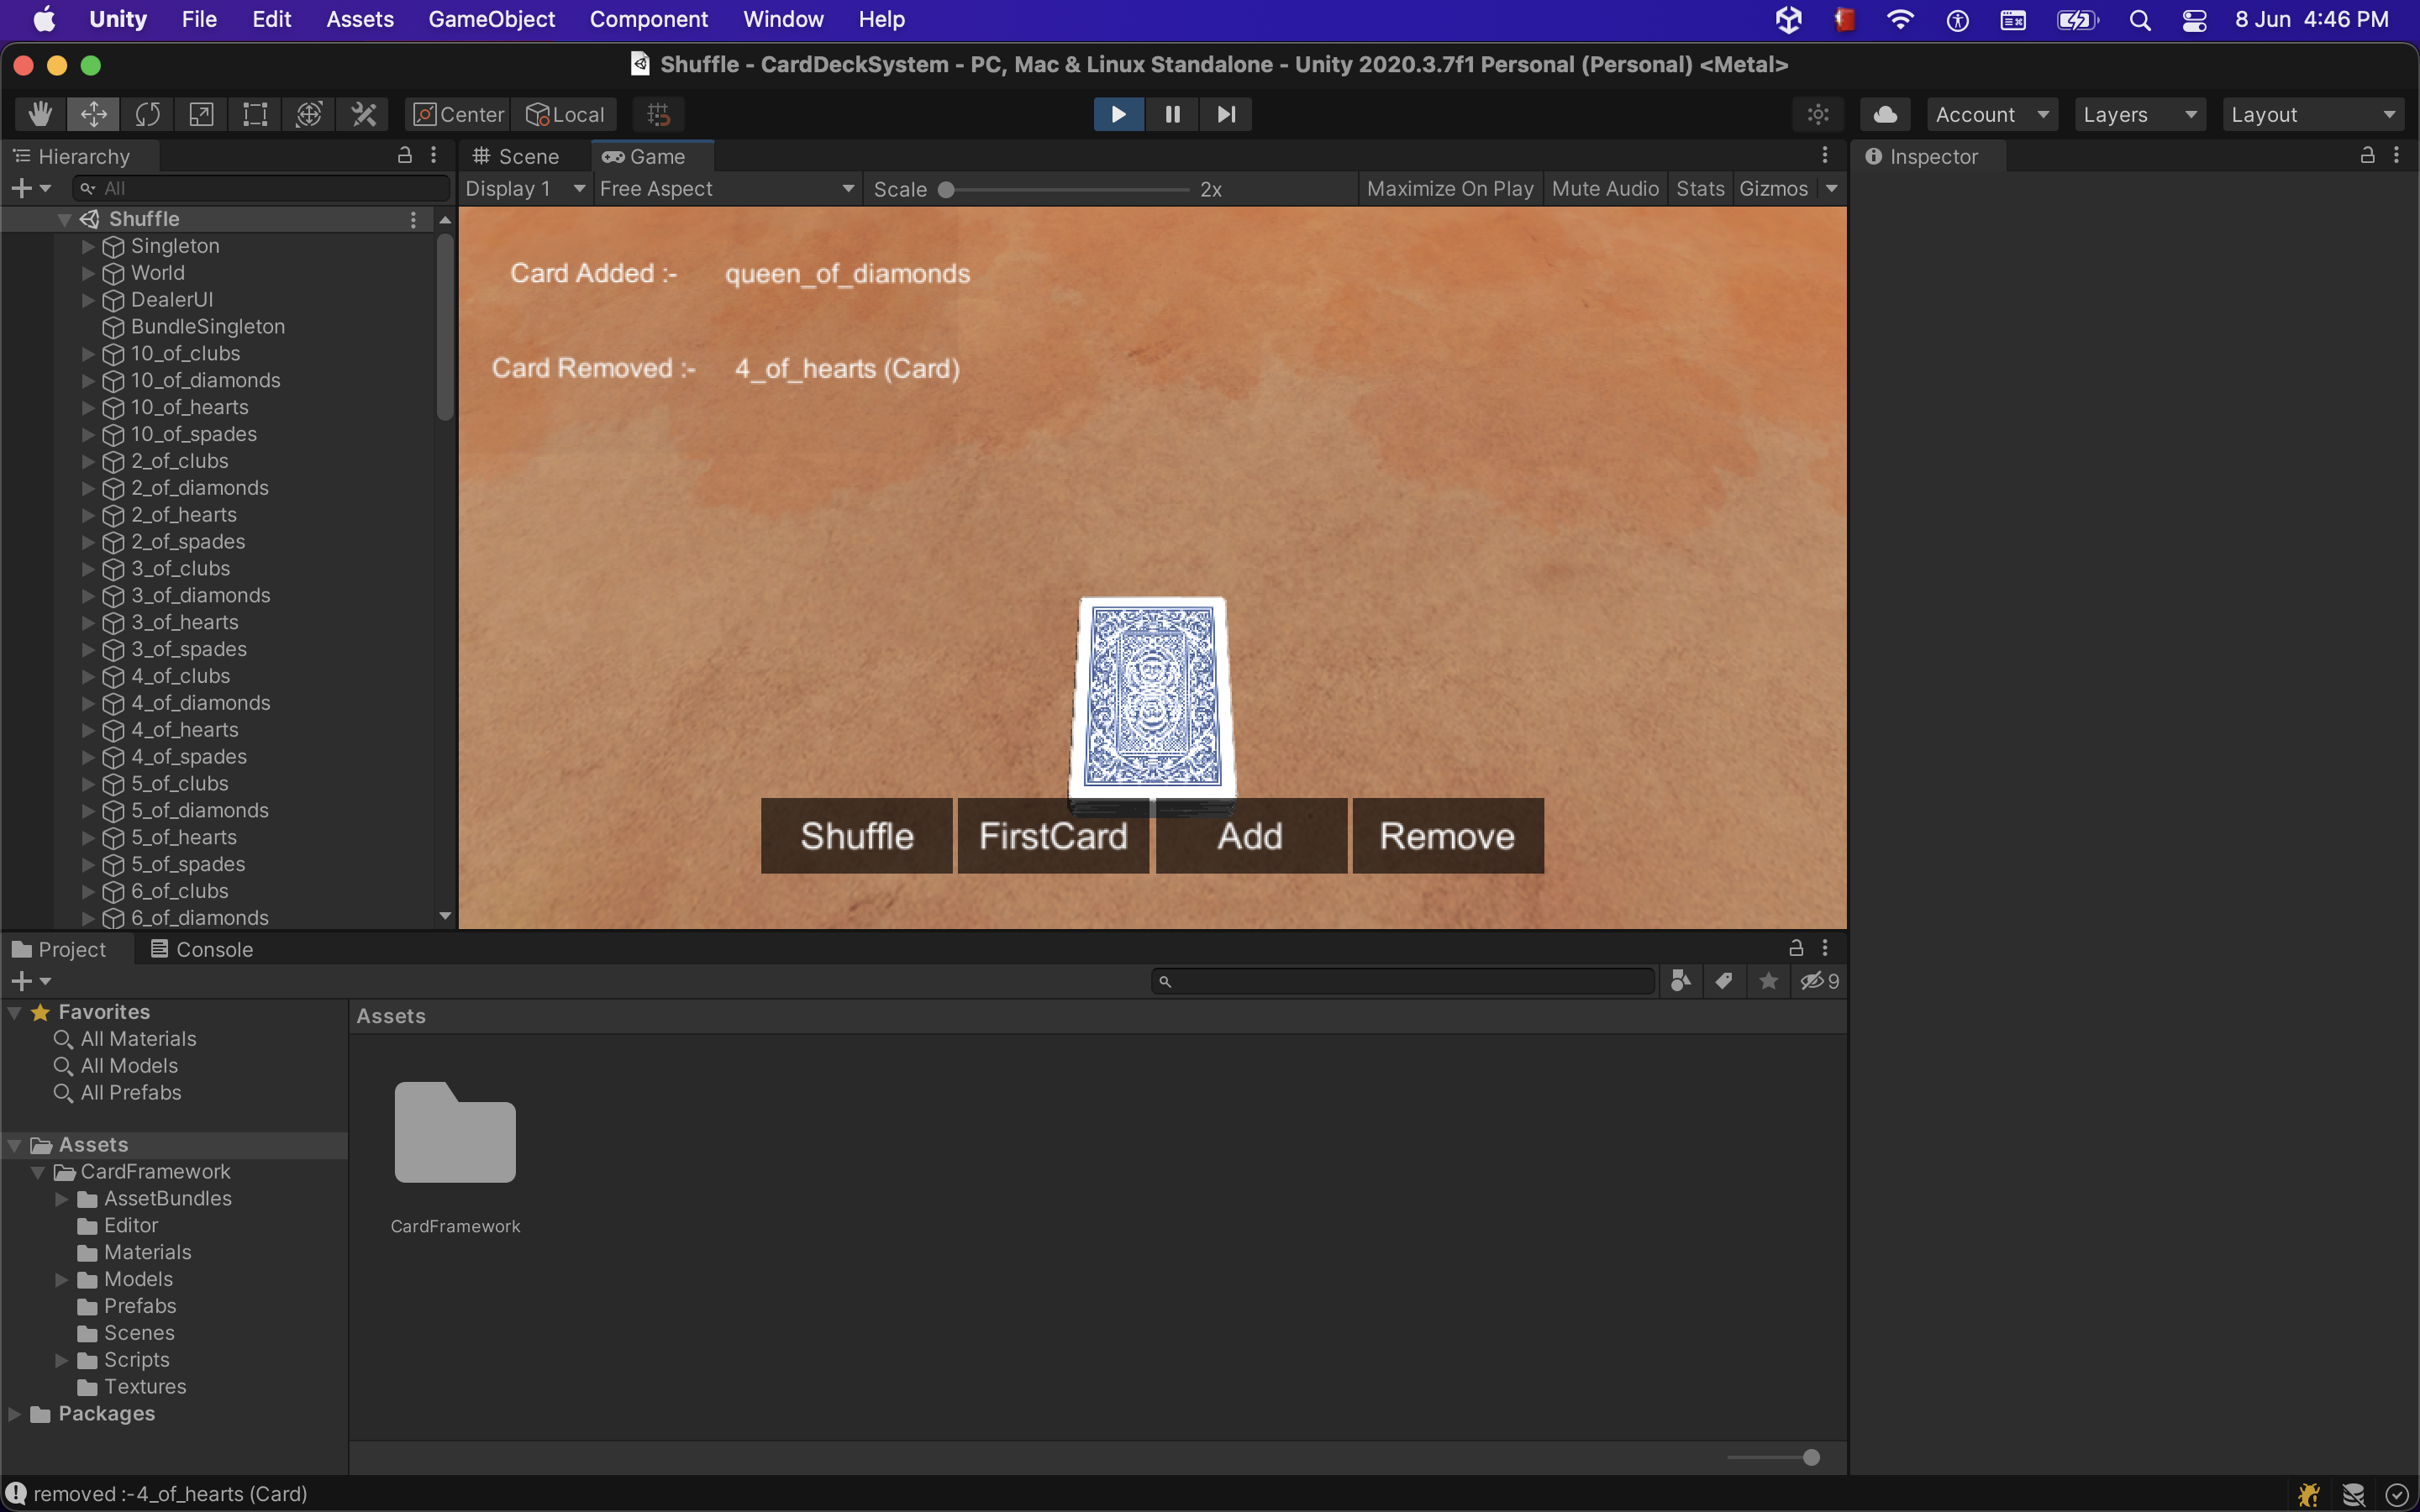 Unity File Edit Assets GameObject Component Window Help 8 Jun 4:46 PM
Shuffle - CardDeckSystem - PC, Mac & Linux Standalone - Unity 2020.3.7f1 Personal (Personal) <Metal>
Center Local Account Layers Layout
Hierarchy
All
Shuffle
Singleton
World
DealerUI
BundleSingleton
10_of_clubs
10_of_diamonds
10_of_hearts
10_of_spades
2_of_clubs
2_of_diamonds
2_of_hearts
2_of_spades
3_of_clubs
3_of_diamonds
3_of_hearts
3_of_spades
4_of_clubs
4_of_diamonds
4_of_hearts
4_of_spades
5_of_clubs
5_of_diamonds
5_of_hearts
5_of_spades
6_of_clubs
6_of_diamonds
Scene Game
Display 1 Free Aspect Scale 2x Maximize On Play Mute Audio Stats Gizmos
Card Added :- queen_of_diamonds
Card Removed :- 4_of_hearts (Card)
Shuffle FirstCard Add Remove
Inspector
Project Console
9
Favorites
All Materials
All Models
All Prefabs
Assets
CardFramework
AssetBundles
Editor
Materials
Models
Prefabs
Scenes
Scripts
Textures
Packages
Assets
CardFramework
removed :-4_of_hearts (Card)